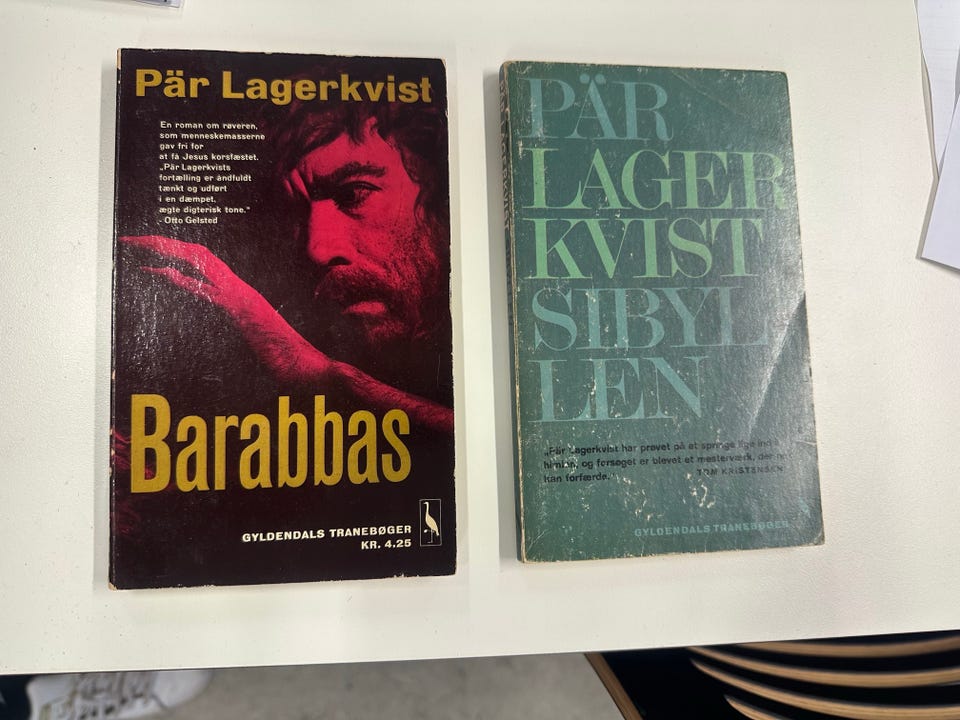 Pär Lagerkvist
En roman om røveren,
som menneskemasserne
gav fri for
at få Jesus korsfæstet.
„Pär Lagerkvists
fortælling er åndfuldt
tænkt og udført
i en dæmpet,
ægte digterisk tone."
- Otto Gelsted
Barabbas
GYLDENDALS TRANEBØGER
KR. 4.25
PÄR
LAGER
KVIST
SIBYL
LEN
„Pär Lagerkvist har prøvet på at springe lige ind i
himlen, og forsøget er blevet et mesterværk, der
kan forfærde."
TOM KRISTENSEN
GYLDENDALS TRANEBØGER